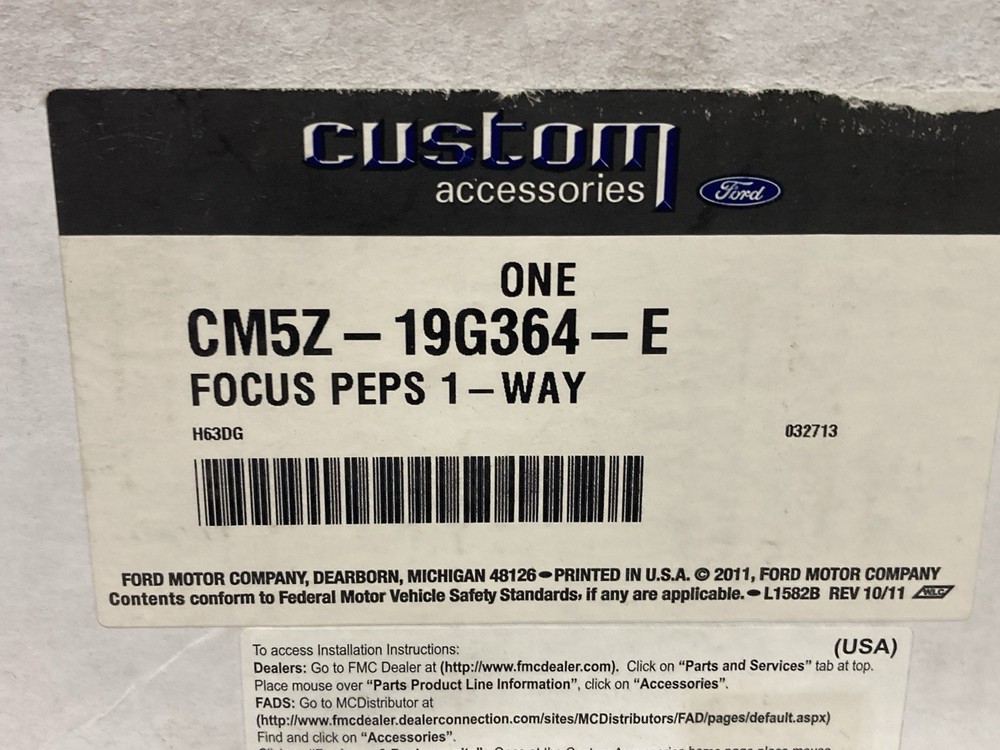 custom
accessories Ford
ONE
CM5Z – 19G364 – E
FOCUS PEPS 1 – WAY
H63DG 032713
FORD MOTOR COMPANY, DEARBORN, MICHIGAN 48126 • PRINTED IN U.S.A. © 2011, FORD MOTOR COMPANY
Contents conform to Federal Motor Vehicle Safety Standards, if any are applicable. • L1582B REV 10/11 WLC
(USA)
To access Installation Instructions:
Dealers: Go to FMC Dealer at (http://www.fmcdealer.com). Click on “Parts and Services” tab at top.
Place mouse over “Parts Product Line Information”, click on “Accessories”.
FADS: Go to MCDistributor at
(http://www.fmcdealer.dealerconnection.com/sites/MCDistributors/FAD/pages/default.aspx)
Find and click on “Accessories”.